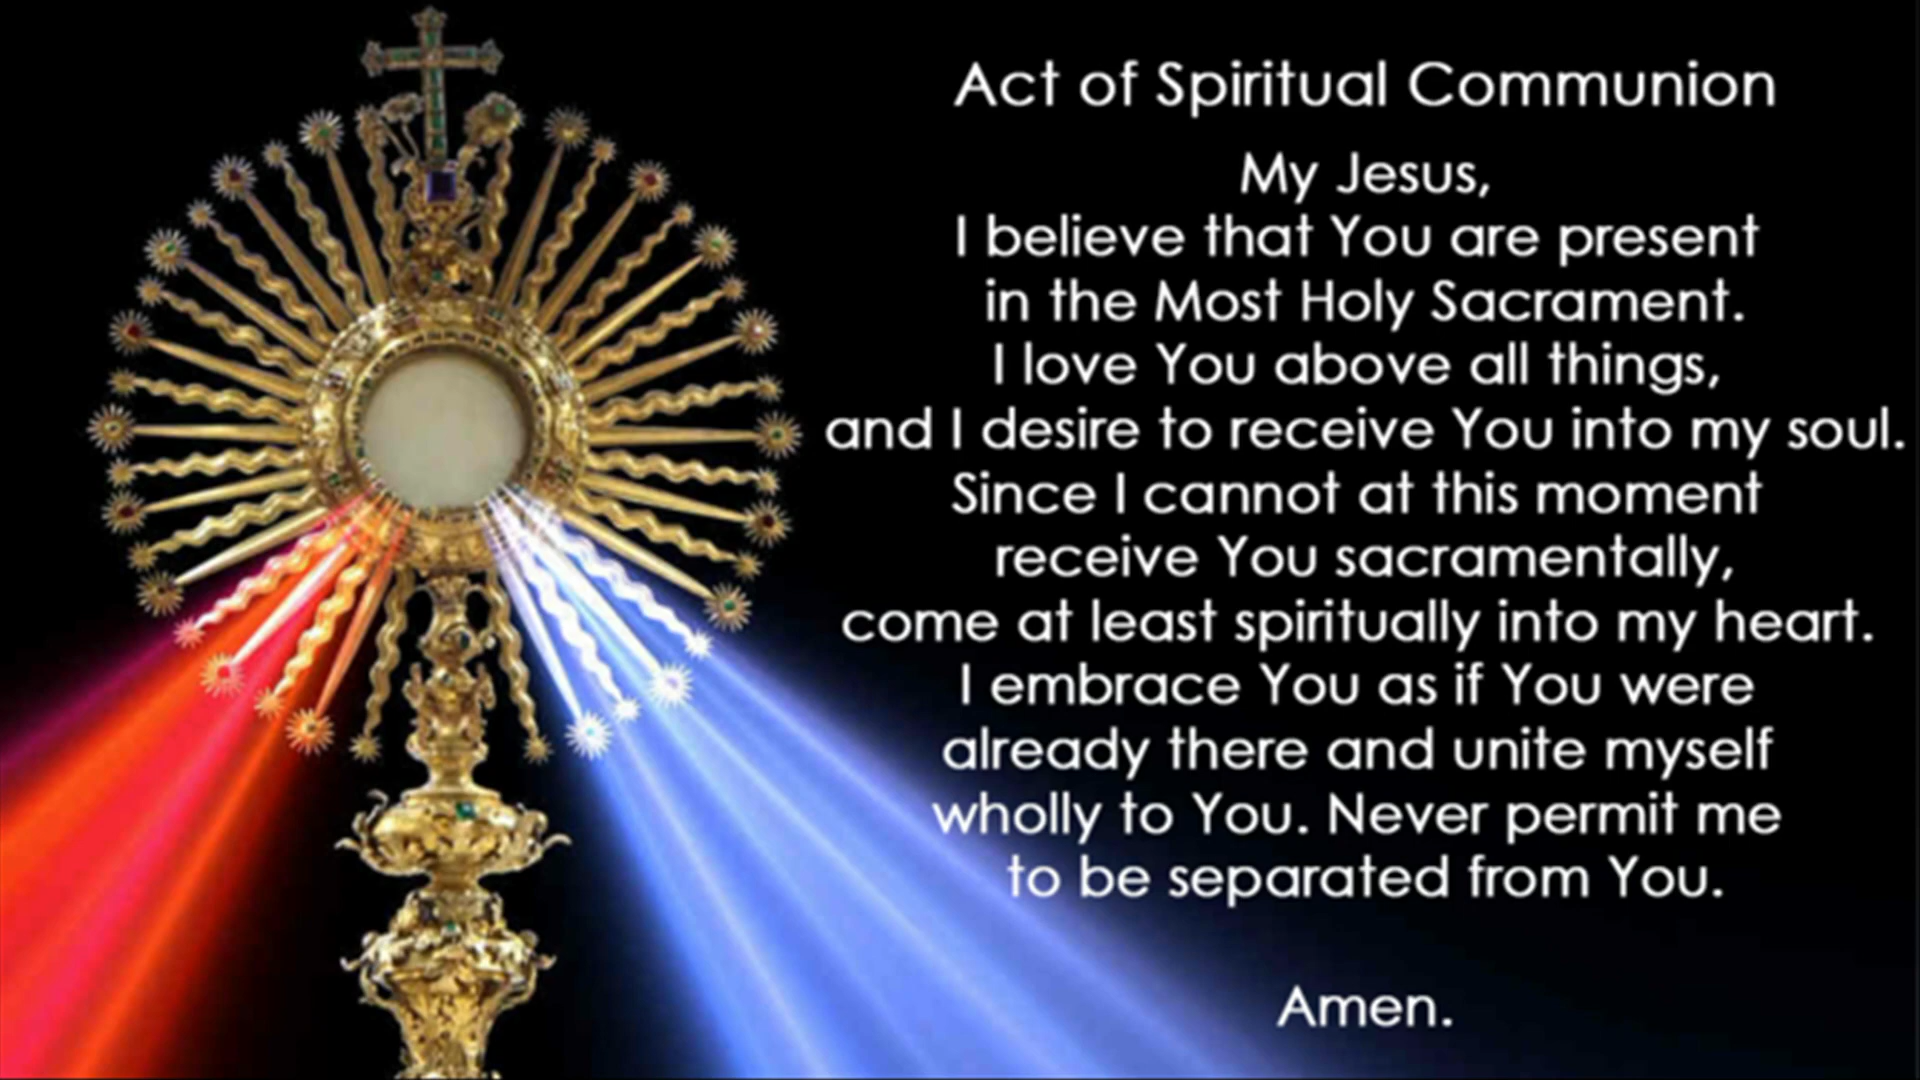 Act of Spiritual Communion
My Jesus,
I believe that You are present
in the Most Holy Sacrament.
I love You above all things,
and I desire to receive You into my soul.
Since I cannot at this moment
receive You sacramentally,
come at least spiritually into my heart.
I embrace You as if You were
already there and unite myself
wholly to You. Never permit me
to be separated from You.
Amen.